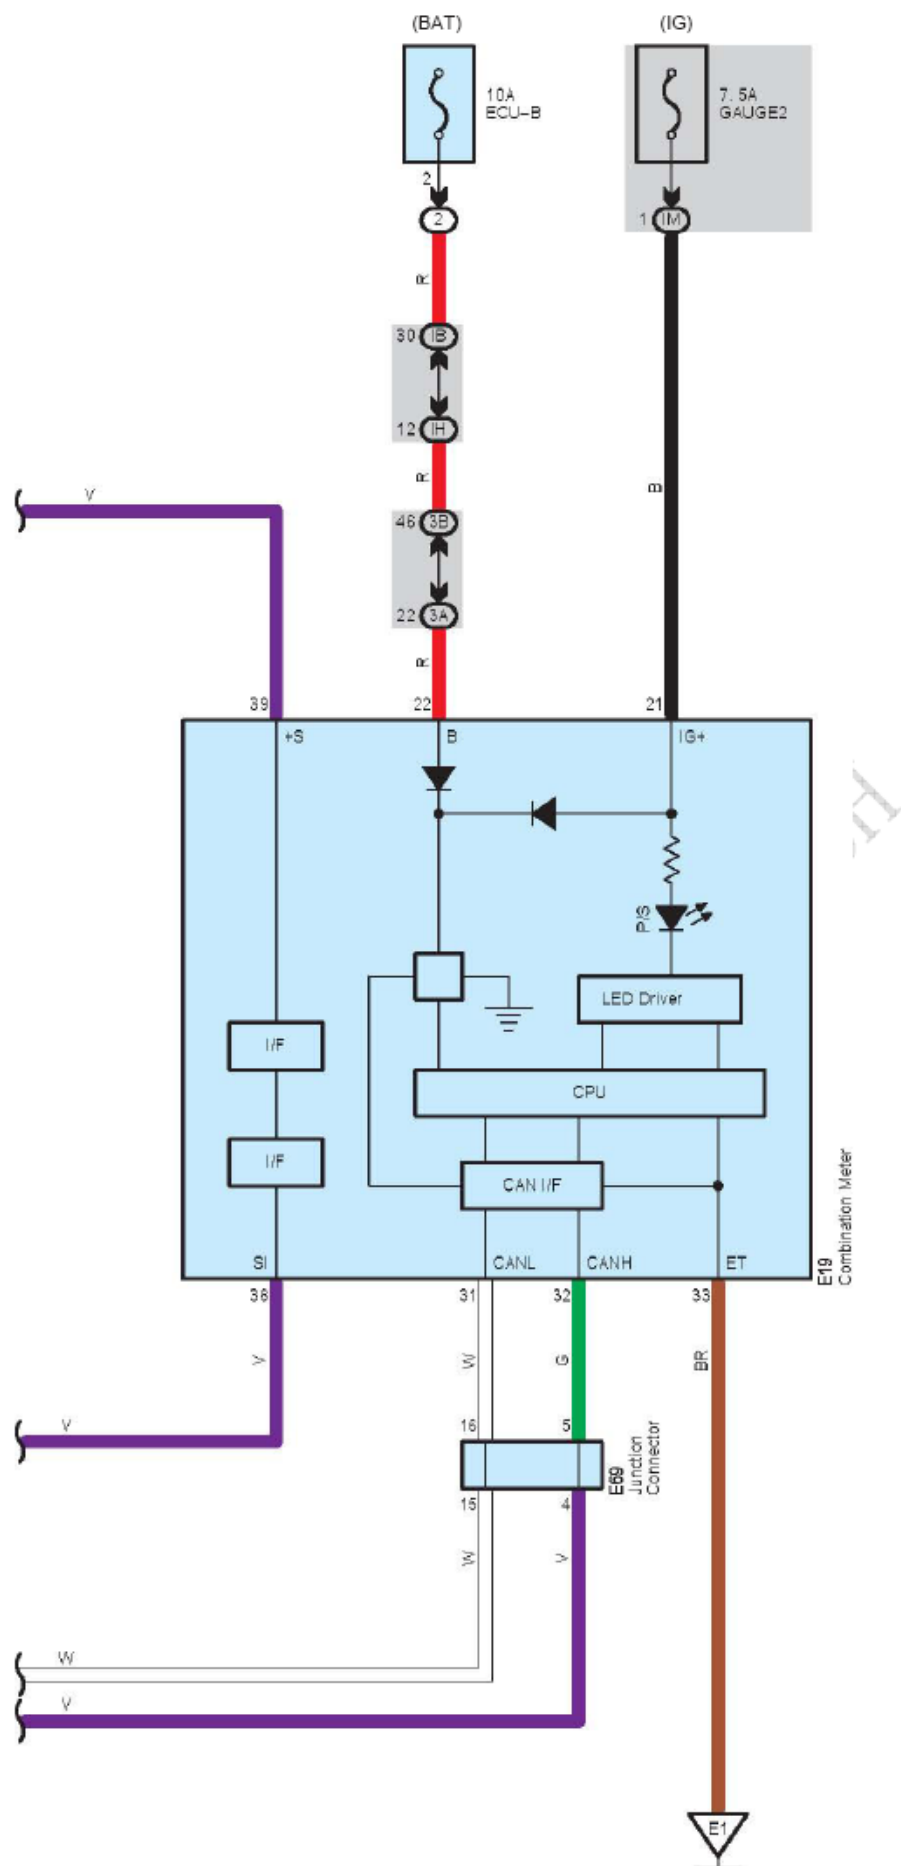 (BAT)
(IG)
10A
ECU-B
7. 5A
GAUGE2
2
2
1
IM
R
30
IB
12
IH
R
B
V
46
3B
22
3A
R
39
22
21
+S
B
IG+
P/S
LED Driver
I/F
CPU
I/F
CAN I/F
SI
CANL
CANH
ET
E19
Combination Meter
38
31
32
33
V
W
G
BR
16
5
V
E69
Junction
Connector
15
4
W
V
W
V
E1